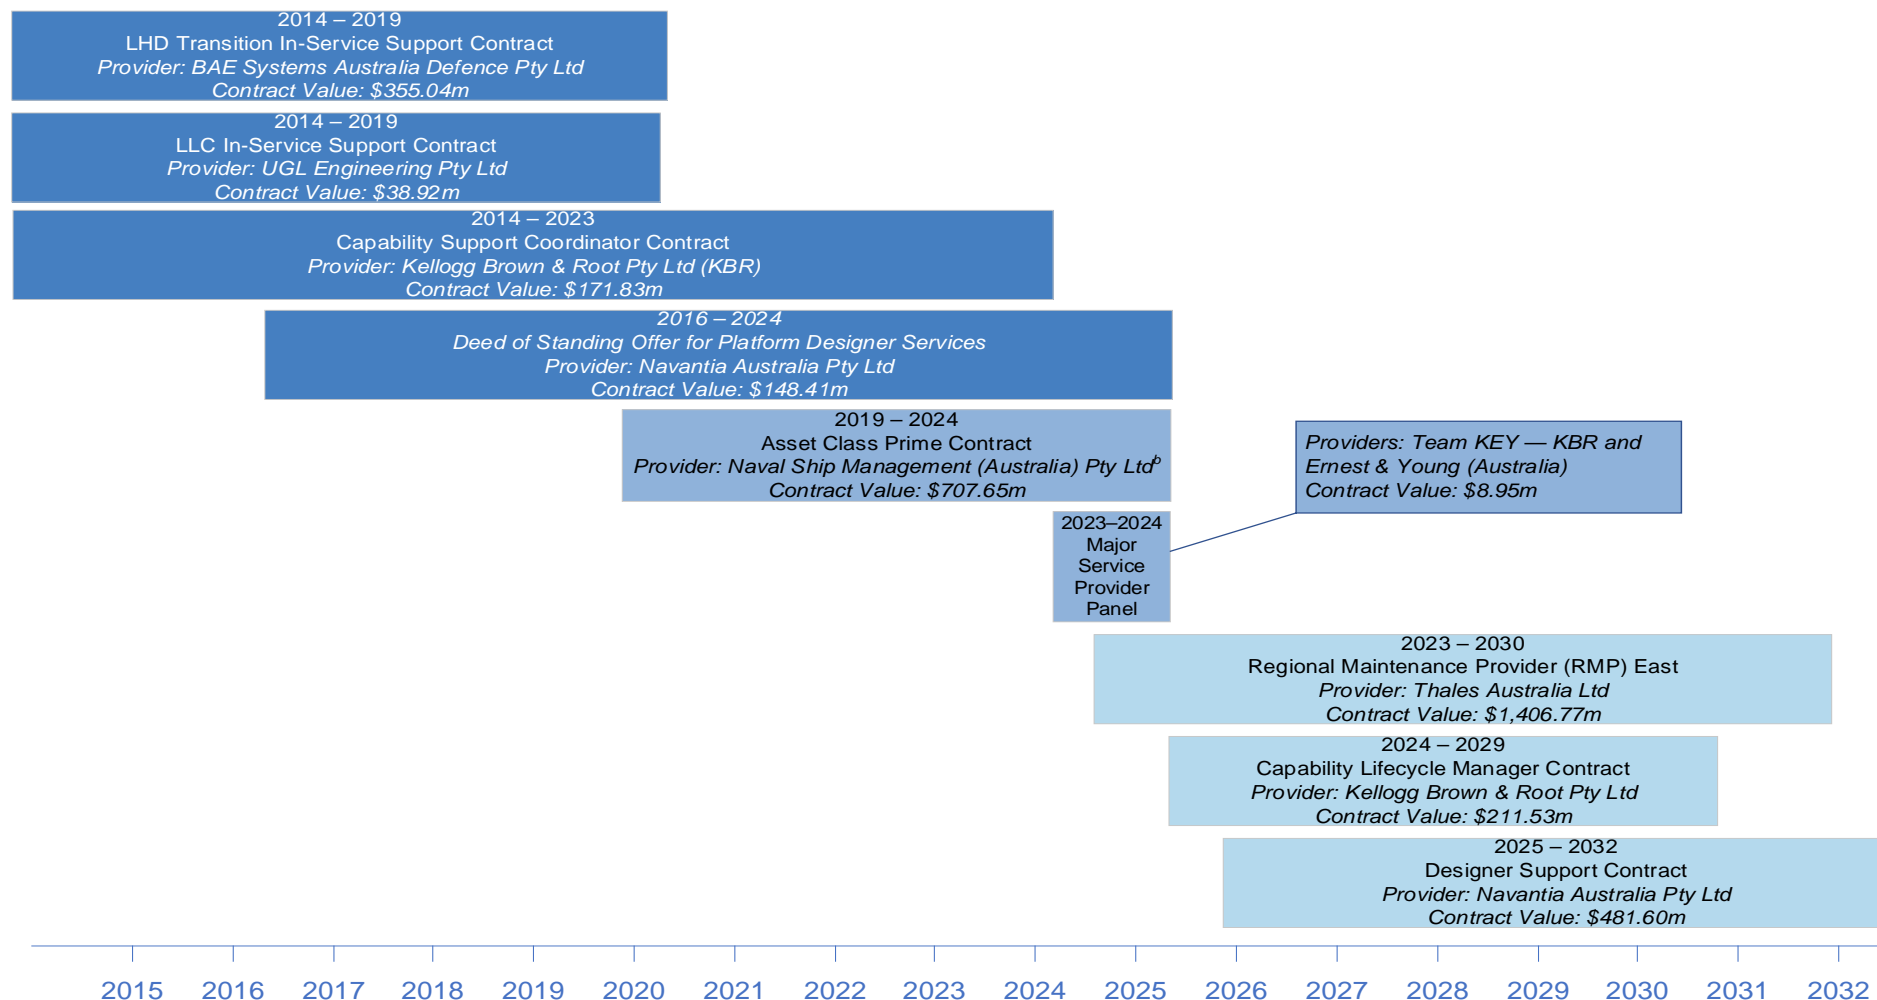 2014 – 2019
LHD Transition In-Service Support Contract
Provider: BAE Systems Australia Defence Pty Ltd
Contract Value: $355.04m
2014 – 2019
LLC In-Service Support Contract
Provider: UGL Engineering Pty Ltd
Contract Value: $38.92m
2014 – 2023
Capability Support Coordinator Contract
Provider: Kellogg Brown & Root Pty Ltd (KBR)
Contract Value: $171.83m
2016 – 2024
Deed of Standing Offer for Platform Designer Services
Provider: Navantia Australia Pty Ltd
Contract Value: $148.41m
2019 – 2024
Asset Class Prime Contract
Provider: Naval Ship Management (Australia) Pty Ltdb
Contract Value: $707.65m
Providers: Team KEY — KBR and
Ernest & Young (Australia)
Contract Value: $8.95m
2023–2024
Major
Service
Provider
Panel
2023 – 2030
Regional Maintenance Provider (RMP) East
Provider: Thales Australia Ltd
Contract Value: $1,406.77m
2024 – 2029
Capability Lifecycle Manager Contract
Provider: Kellogg Brown & Root Pty Ltd
Contract Value: $211.53m
2025 – 2032
Designer Support Contract
Provider: Navantia Australia Pty Ltd
Contract Value: $481.60m
2015 2016 2017 2018 2019 2020 2021 2022 2023 2024 2025 2026 2027 2028 2029 2030 2031 2032